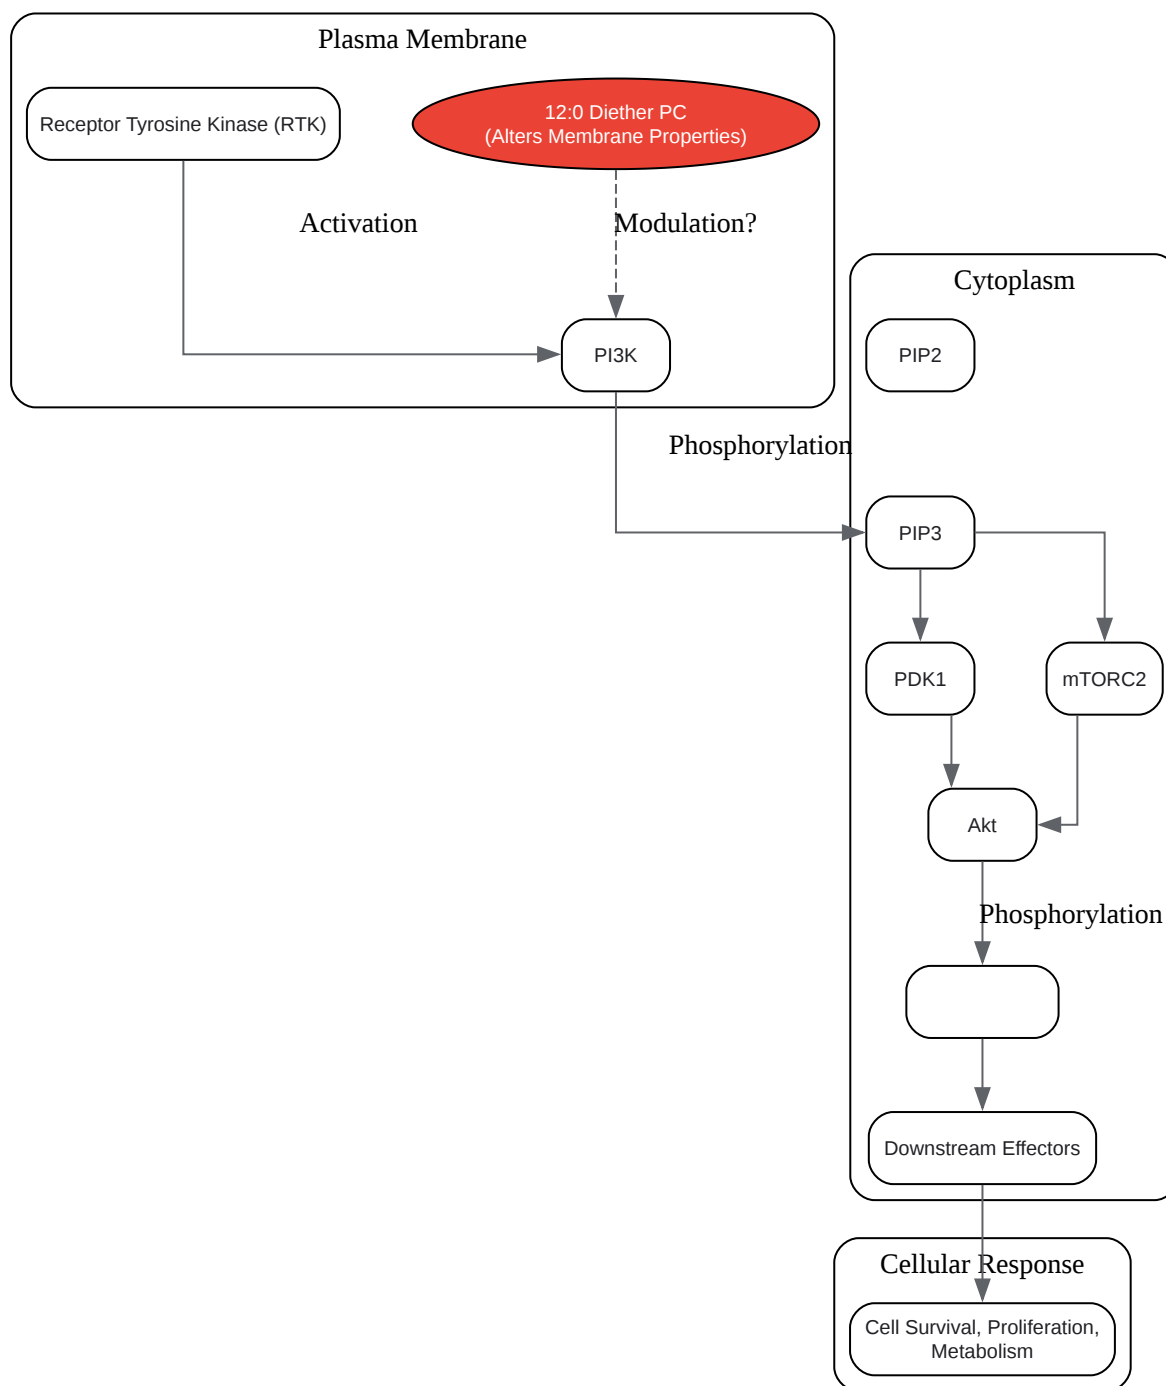 Plasma Membrane
Receptor Tyrosine Kinase (RTK)
12:0 Diether PC
(Alters Membrane Properties)
Activation
Modulation?
PI3K
Cytoplasm
PIP2
Phosphorylation
PIP3
PDK1
mTORC2
Akt
Phosphorylation
Downstream Effectors
Cellular Response
Cell Survival, Proliferation,
Metabolism